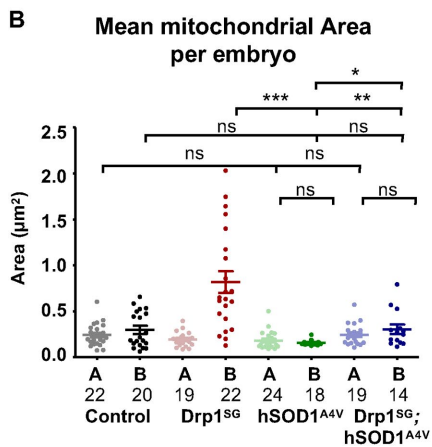 B
Mean mitochondrial Area
per embryo
*
*** **
ns ns
ns ns
ns ns
Area (μm²)
2.5
2.0
1.5
1.0
0.5
0.0
A B A B A B A B
22 20 19 22 24 18 19 14
Control Drp1ˢᴳ hSOD1ᴬ⁴ⱽ Drp1ˢᴳ;
hSOD1ᴬ⁴ⱽ